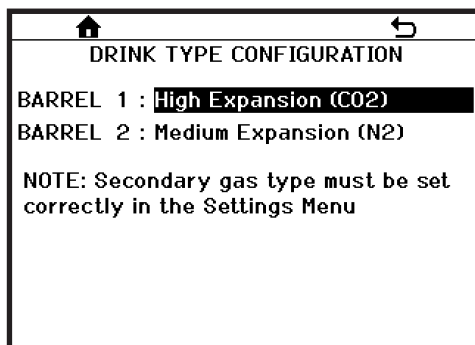 DRINK TYPE CONFIGURATION
BARREL 1 : High Expansion (CO2)
BARREL 2 : Medium Expansion (N2)
NOTE: Secondary gas type must be set
correctly in the Settings Menu